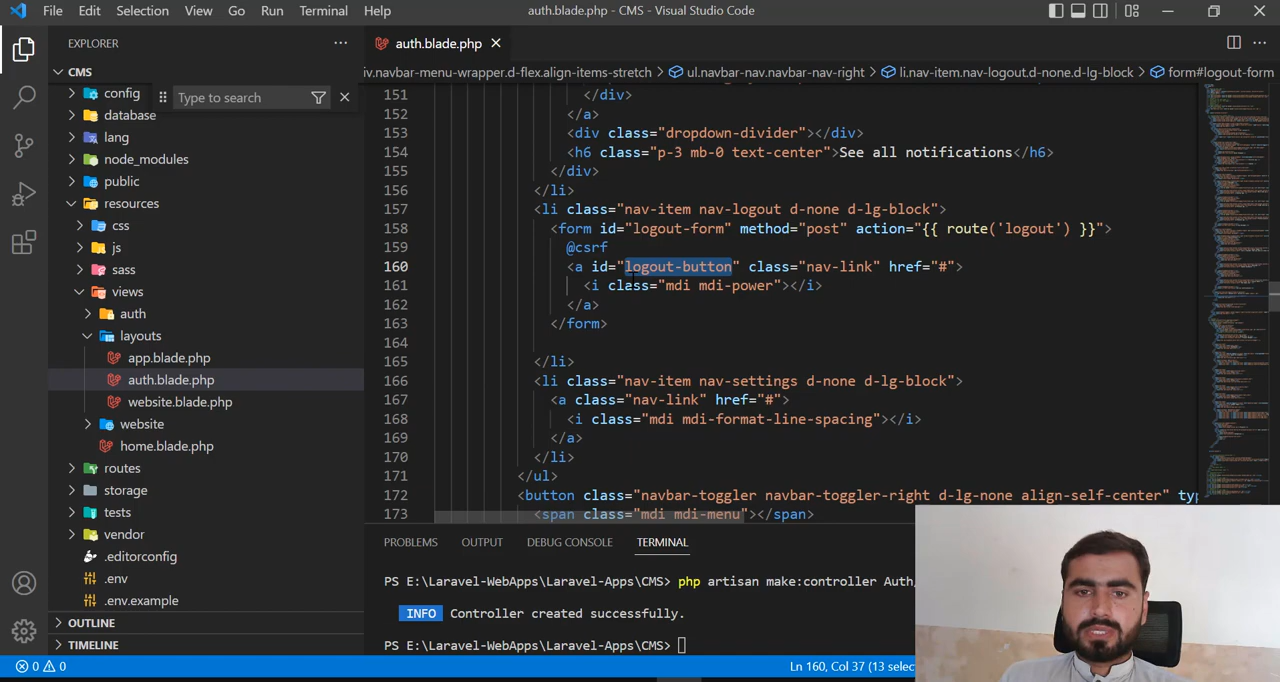 File Edit Selection View Go Run Terminal Help auth.blade.php - CMS - Visual Studio Code
EXPLORER
CMS
config
Type to search
database
lang
node_modules
public
resources
css
js
sass
views
auth
layouts
app.blade.php
auth.blade.php
website.blade.php
website
home.blade.php
routes
storage
tests
vendor
.editorconfig
.env
.env.example
OUTLINE
TIMELINE
auth.blade.php
iv.navbar-menu-wrapper.d-flex.align-items-stretch > ul.navbar-nav.navbar-nav-right > li.nav-item.nav-logout.d-none.d-lg-block > form#logout-form
151 </div>
152 </a>
153 <div class="dropdown-divider"></div>
154 <h6 class="p-3 mb-0 text-center">See all notifications</h6>
155 </div>
156 </li>
157 <li class="nav-item nav-logout d-none d-lg-block">
158 <form id="logout-form" method="post" action="{{ route('logout') }}">
159 @csrf
160 <a id="logout-button" class="nav-link" href="#">
161 <i class="mdi mdi-power"></i>
162 </a>
163 </form>
164
165 </li>
166 <li class="nav-item nav-settings d-none d-lg-block">
167 <a class="nav-link" href="#">
168 <i class="mdi mdi-format-line-spacing"></i>
169 </a>
170 </li>
171 </ul>
172 <button class="navbar-toggler navbar-toggler-right d-lg-none align-self-center" typ
173 <span class="mdi mdi-menu"></span>
PROBLEMS OUTPUT DEBUG CONSOLE TERMINAL
PS E:\Laravel-WebApps\Laravel-Apps\CMS> php artisan make:controller Auth
INFO Controller created successfully.
PS E:\Laravel-WebApps\Laravel-Apps\CMS>
0 0 Ln 160, Col 37 (13 selec